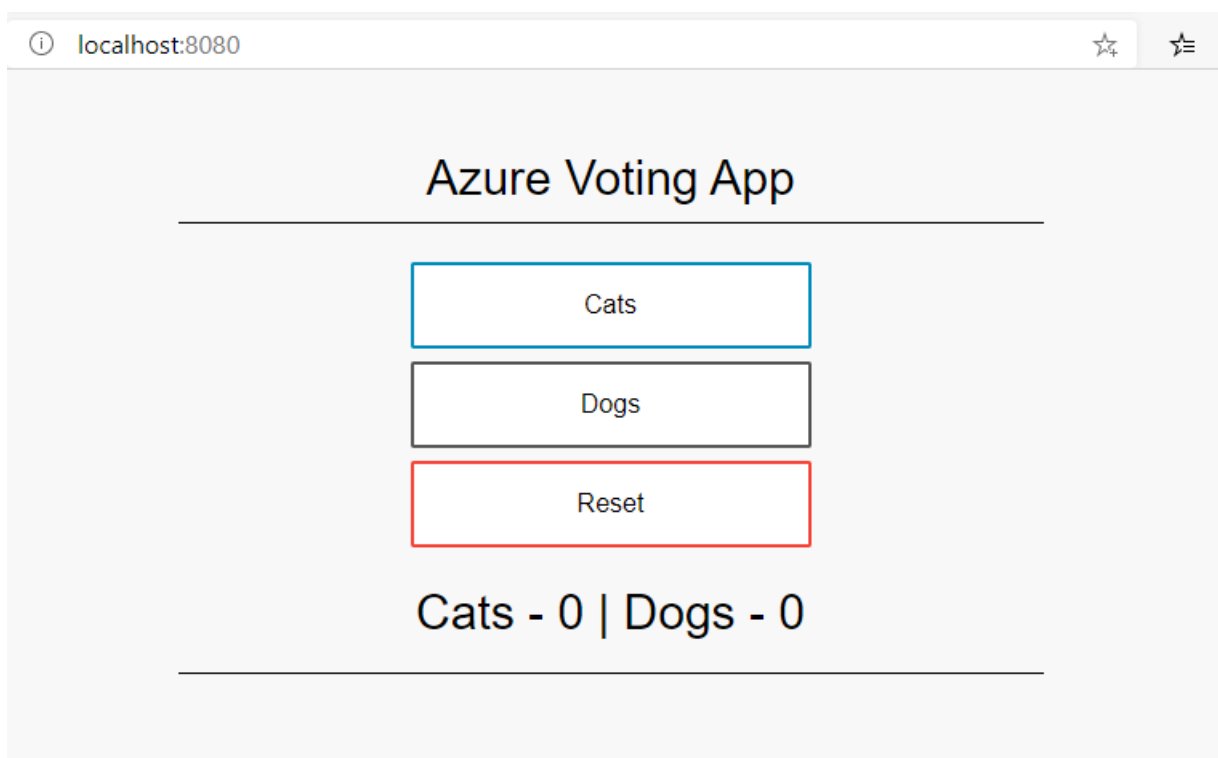 localhost:8080
Azure Voting App
Cats
Dogs
Reset
Cats - 0 | Dogs - 0